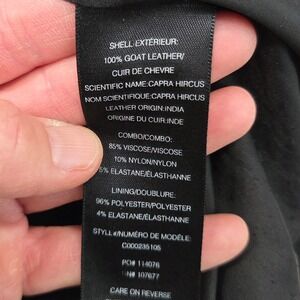 SHELL EXTÉRIEUR:
100% GOAT LEATHER/
CUIR DE CHEVRE
SCIENTIFIC NAME:CAPRA HIRCUS
NOM SCIENTIFIQUE:CAPRA HIRCUS
LEATHER ORIGIN:INDIA
ORIGINE DU CUIR:INDE
COMBO/COMBO:
85% VISCOSE/VISCOSE
10% NYLON/NYLON
5% ELASTANE/ÉLASTHANNE
LINING/DOUBLURE:
96% POLYESTER/POLYESTER
4% ELASTANE/ÉLASTHANNE
STYLE#/NUMÉRO DE MODÈLE:
C000235105
PO# 114076
107677
CARE ON REVERSE